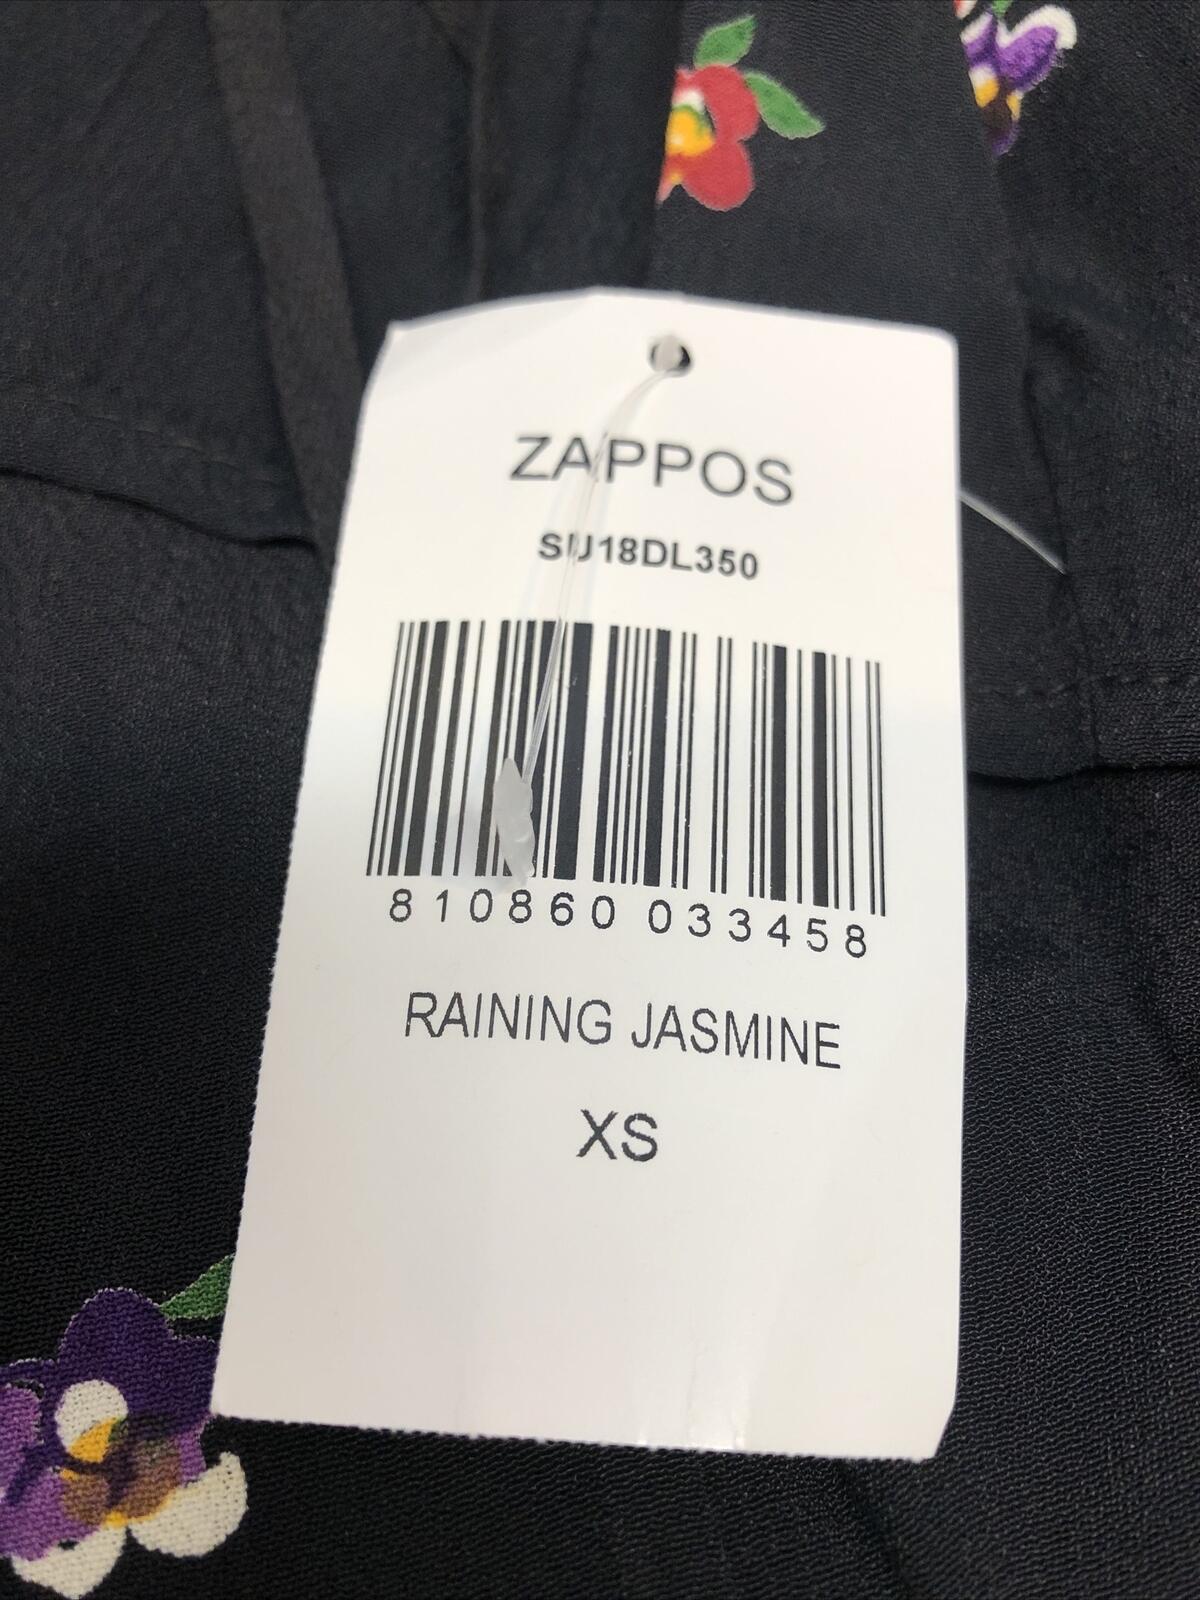 ZAPPOS
SU18DL350
810860 033458
RAINING JASMINE
XS